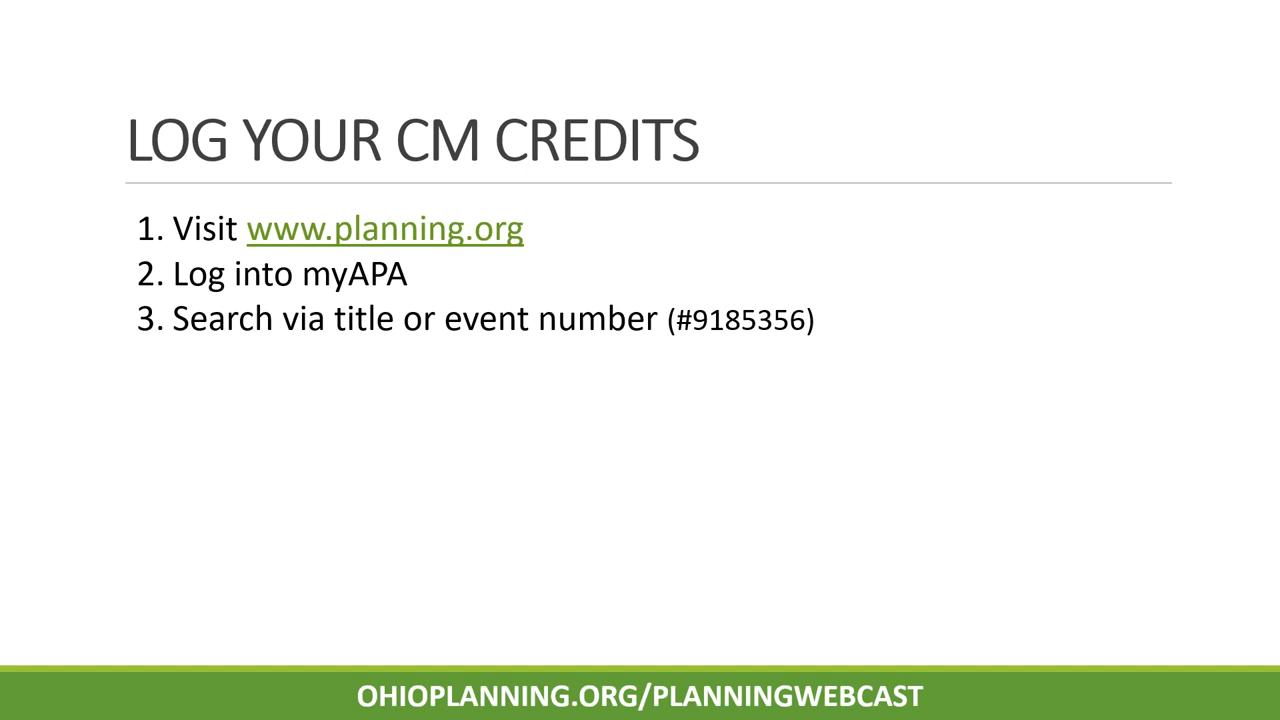 LOG YOUR CM CREDITS
1. Visit www.planning.org
2. Log into myAPA
3. Search via title or event number (#9185356)
OHIOPLANNING.ORG/PLANNINGWEBCAST